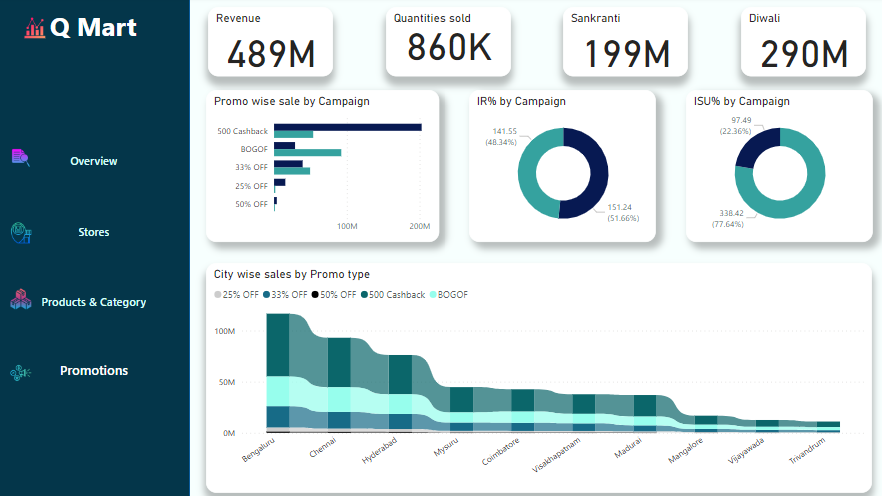 Q Mart
Overview
Stores
Products & Category
Promotions
Revenue
489M
Quantities sold
860K
Sankranti
199M
Diwali
290M
Promo wise sale by Campaign
500 Cashback
BOGOF
33% OFF
25% OFF
50% OFF
100M
200M
IR% by Campaign
141.55
(48.34%)
151.24
(51.66%)
ISU% by Campaign
97.49
(22.36%)
338.42
(77.64%)
City wise sales by Promo type
25% OFF 33% OFF 50% OFF 500 Cashback BOGOF
100M
50M
0M
Bengaluru
Chennai
Hyderabad
Mysuru
Coimbatore
Visakhapatnam
Madurai
Mangalore
Vijayawada
Trivandrum